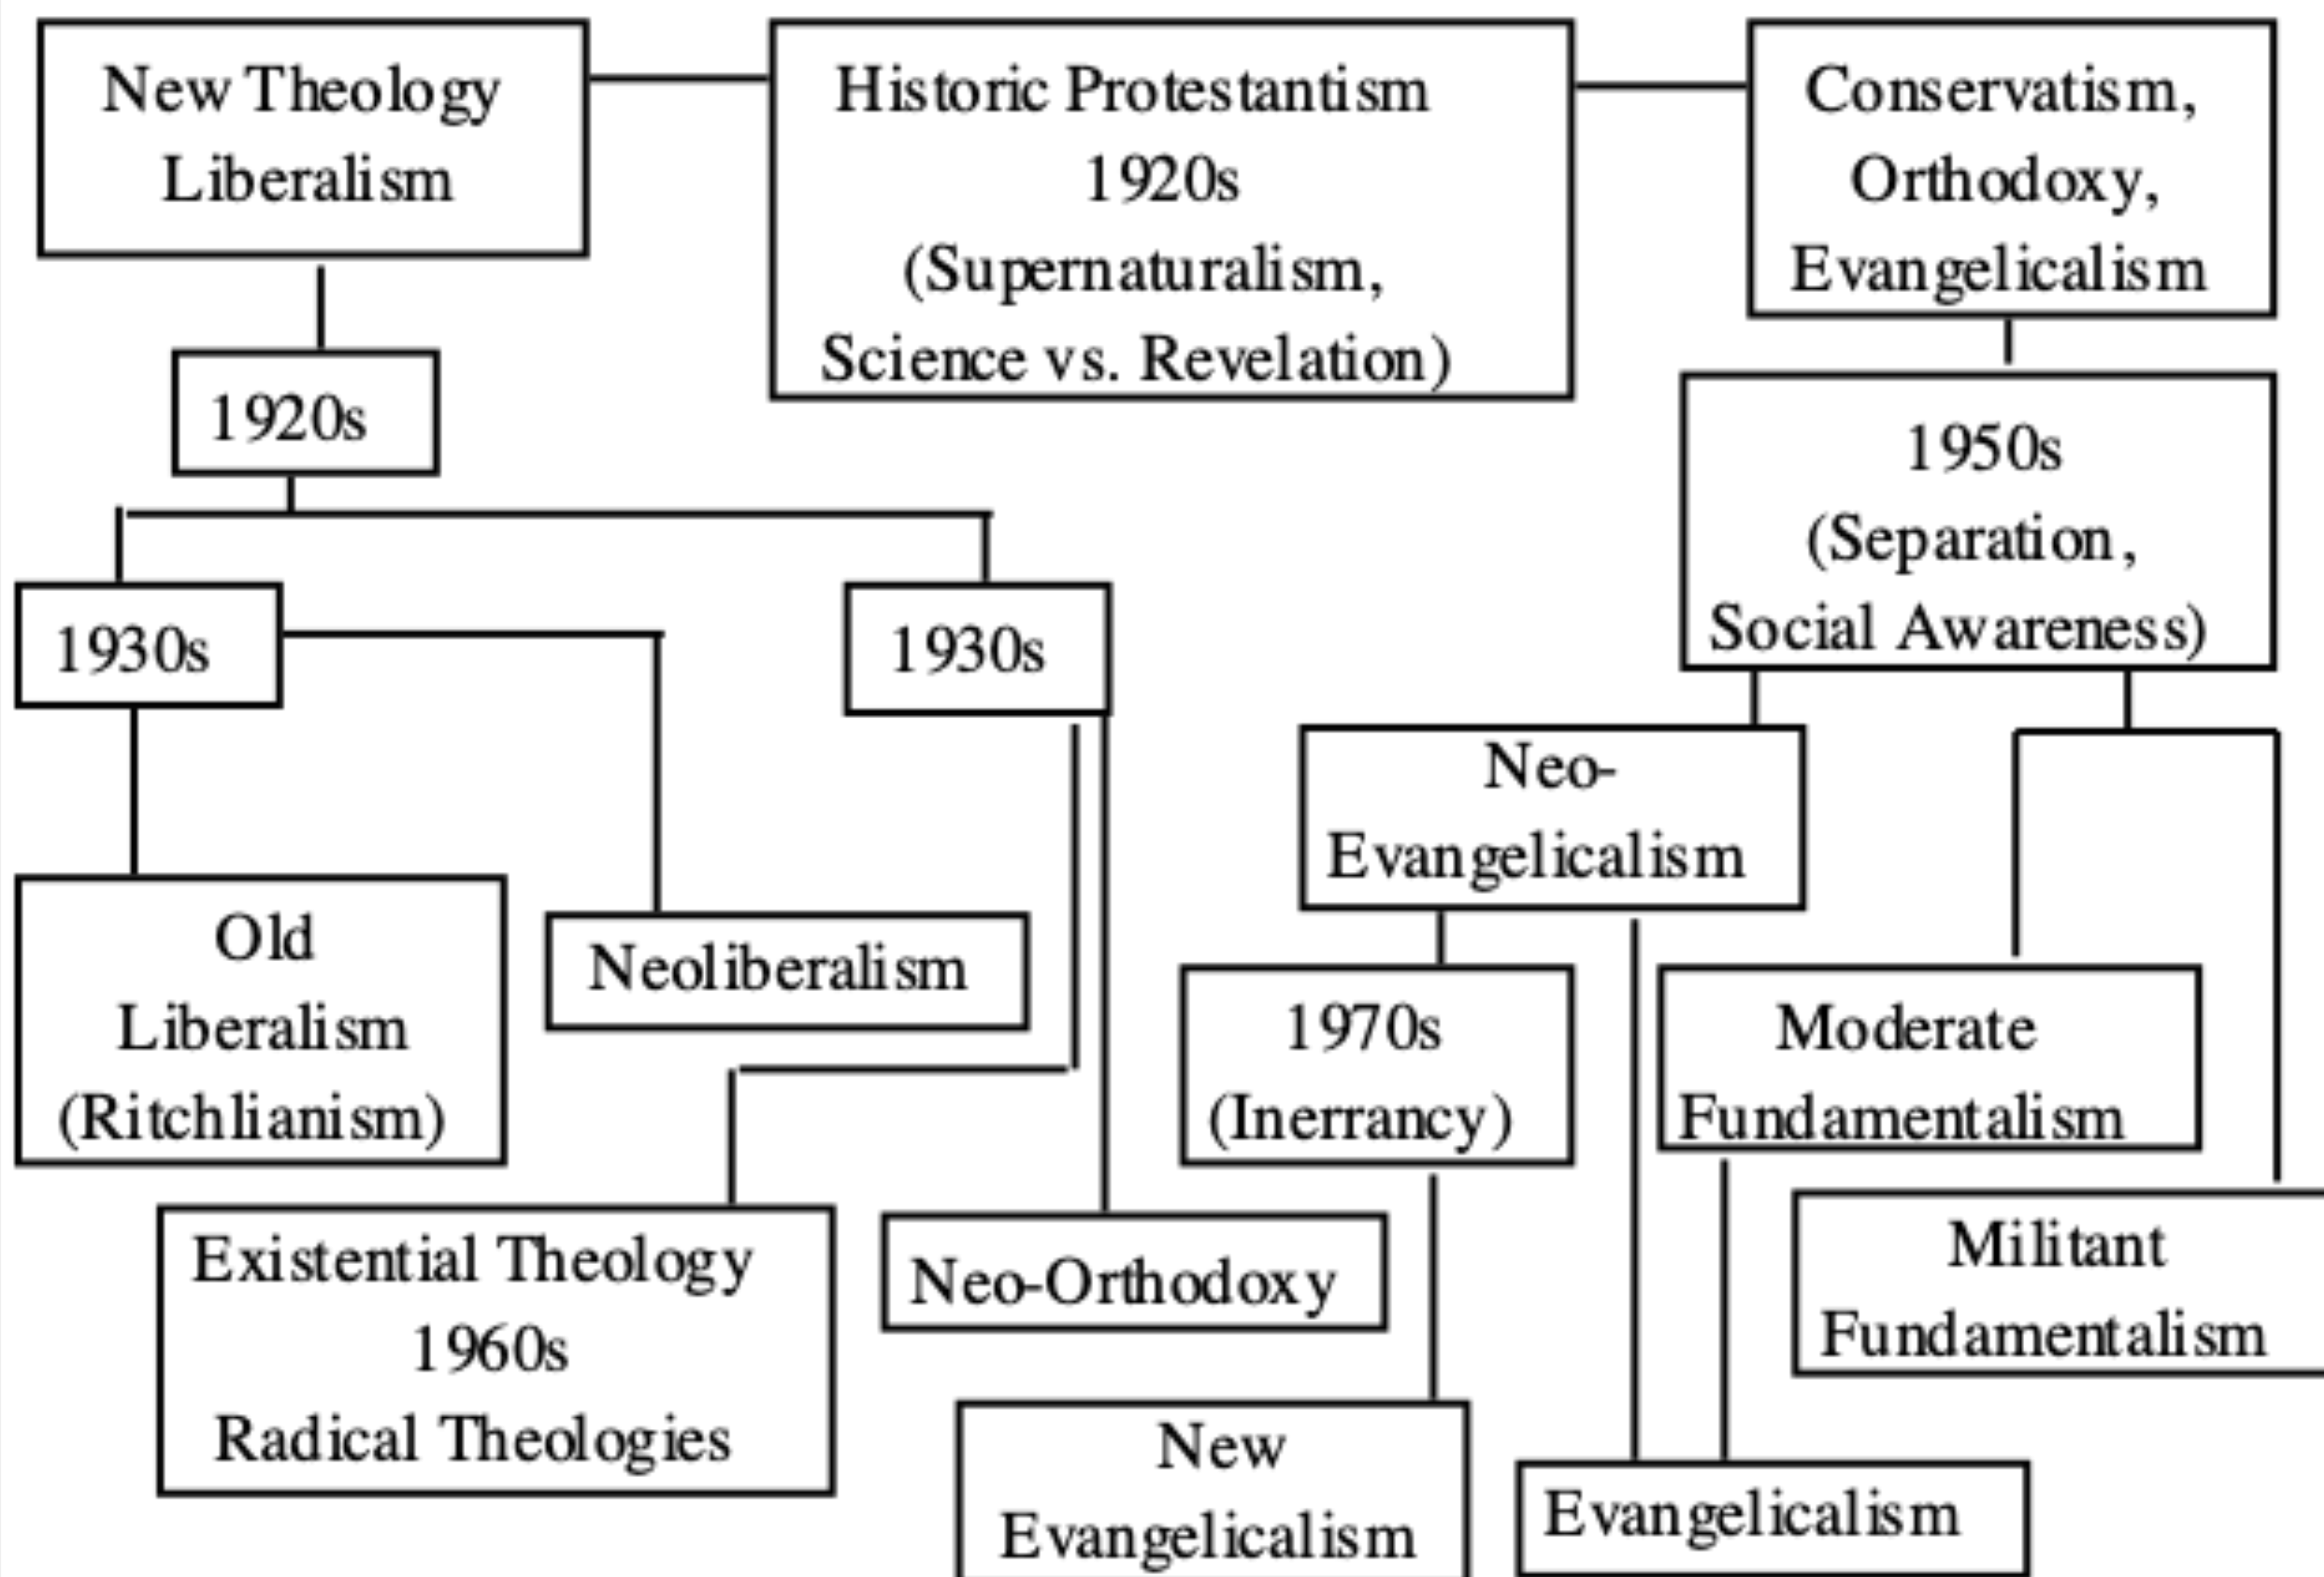 New Theology
Liberalism
Historic Protestantism
1920s
(Supernaturalism,
Science vs. Revelation)
Conservatism,
Orthodoxy,
Evangelicalism
1920s
1950s
(Separation,
Social Awareness)
1930s
1930s
Neo-
Evangelicalism
Old
Liberalism
(Ritchlianism)
Neoliberalism
1970s
(Inerrancy)
Moderate
Fundamentalism
Existential Theology
1960s
Radical Theologies
Neo-Orthodoxy
Militant
Fundamentalism
New
Evangelicalism
Evangelicalism